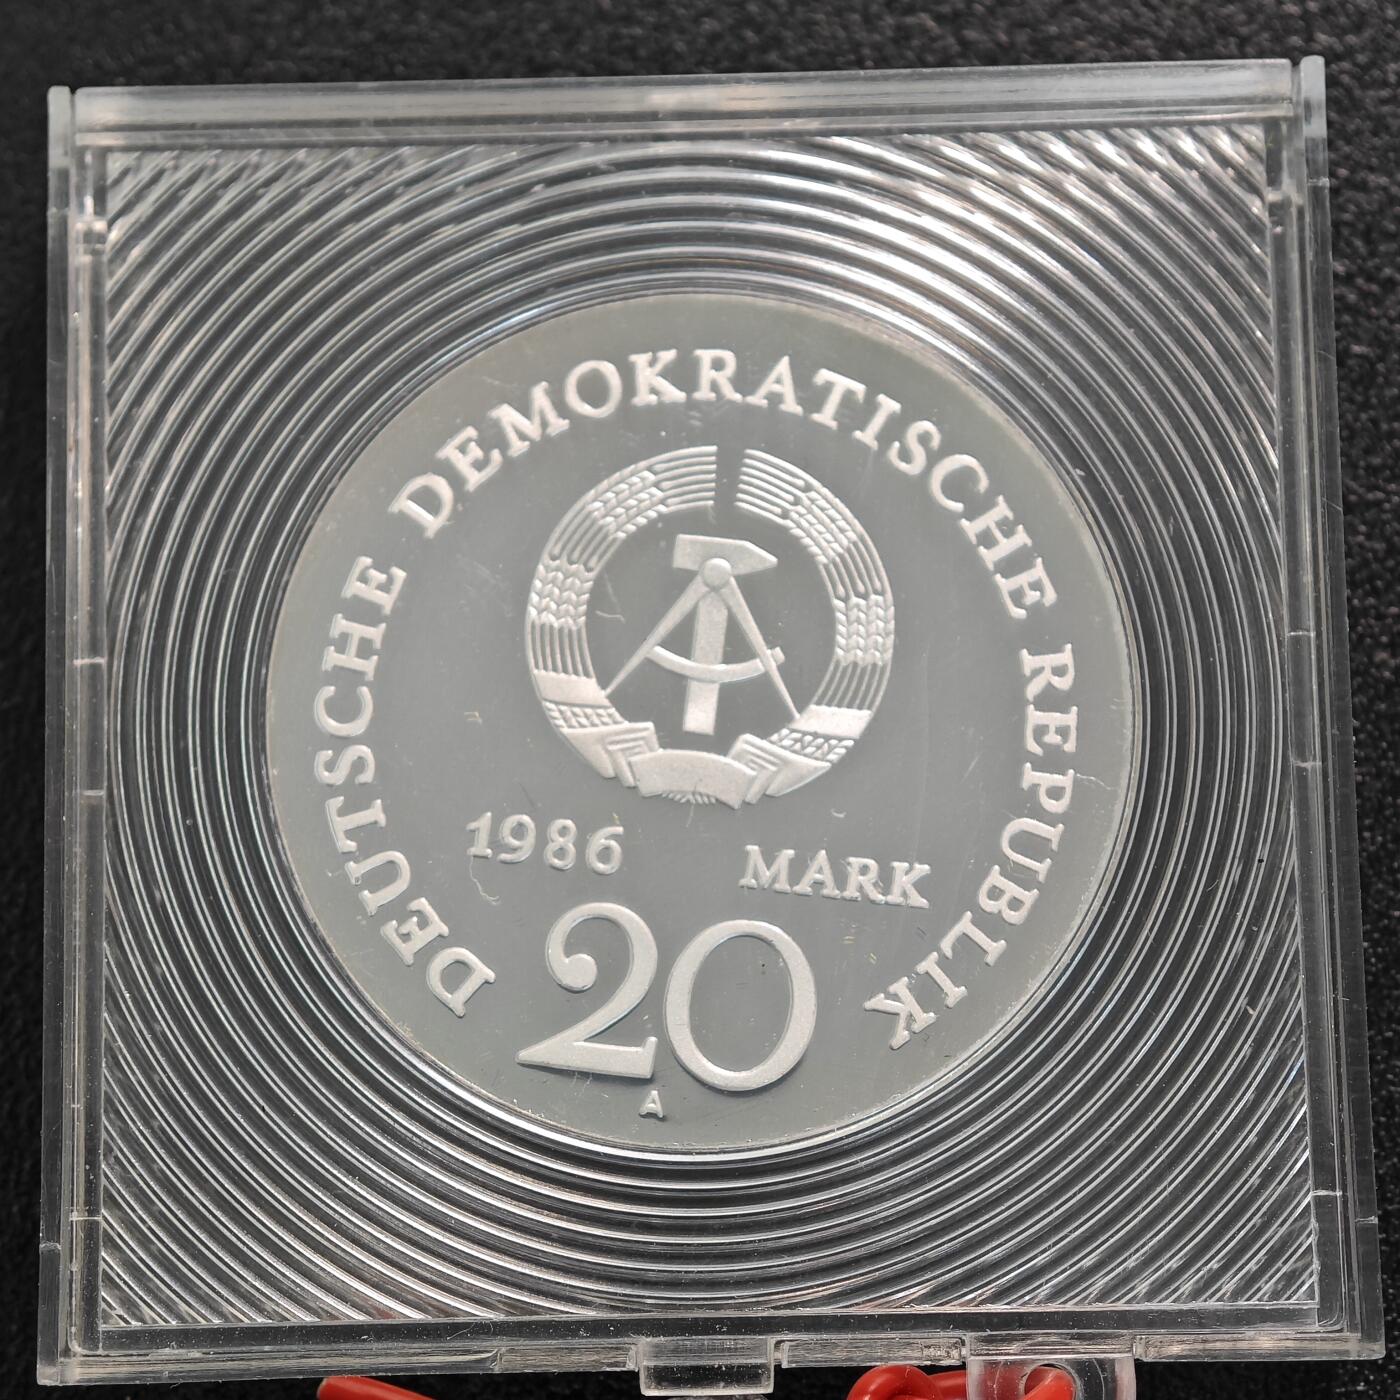 DEUTSCHE DEMOKRATISCHE REPUBLIK
1986 MARK
20
A